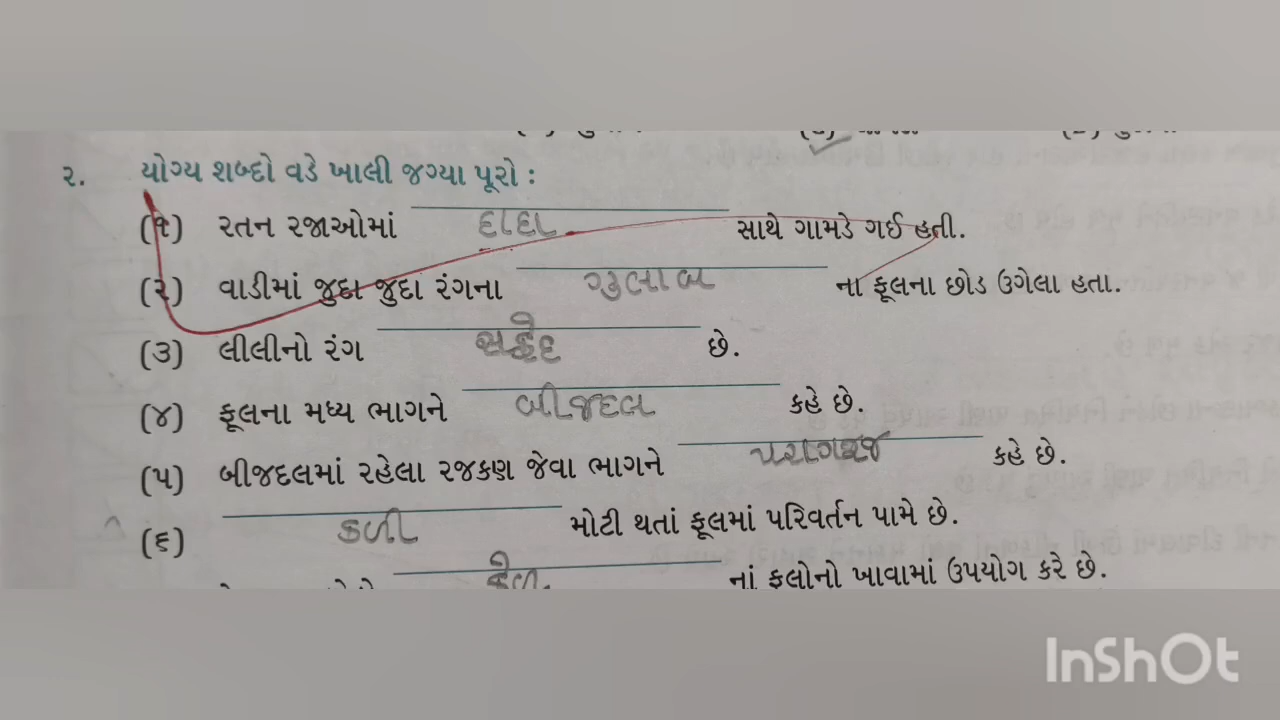 ૨. યોગ્ય શબ્દો વડે ખાલી જગ્યા પૂરો :
(૧) રતન રજાઓમાં દાદા સાથે ગામડે ગઈ હતી.
(૨) વાડીમાં જુદા જુદા રંગના ગુલાબ ના ફૂલના છોડ ઉગેલા હતા.
(૩) લીલીનો રંગ સફેદ છે.
(૪) ફૂલના મધ્ય ભાગને બીજદલ કહે છે.
(૫) બીજદલમાં રહેલા રજકણ જેવા ભાગને પરાગરજ કહે છે.
(૬) કળી મોટી થતાં ફૂલમાં પરિવર્તન પામે છે.
કેળ નાં ફલોનો ખાવામાં ઉપયોગ કરે છે.
InShOt